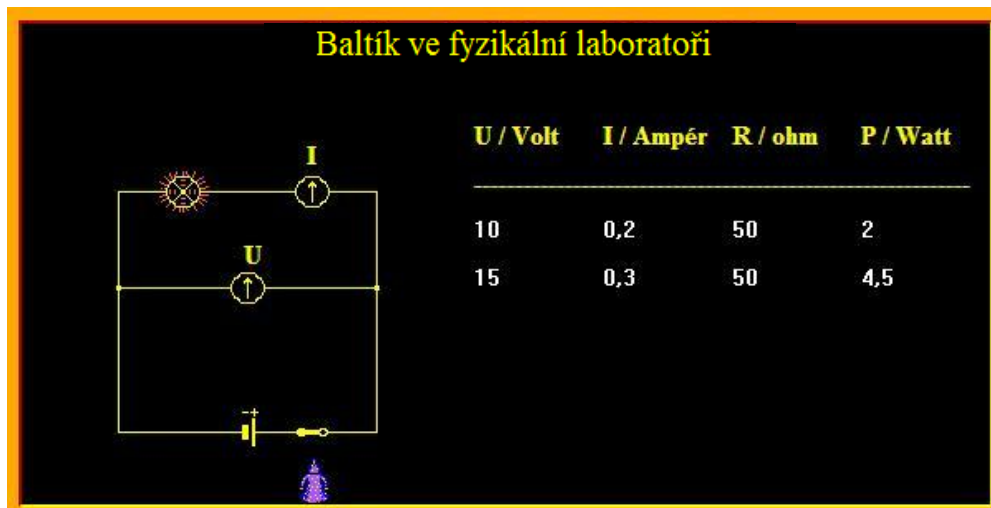 Baltík ve fyzikální laboratoři
U / Volt I / Ampér R / ohm P / Watt
I
10 0,2 50 2
U
15 0,3 50 4,5
-+